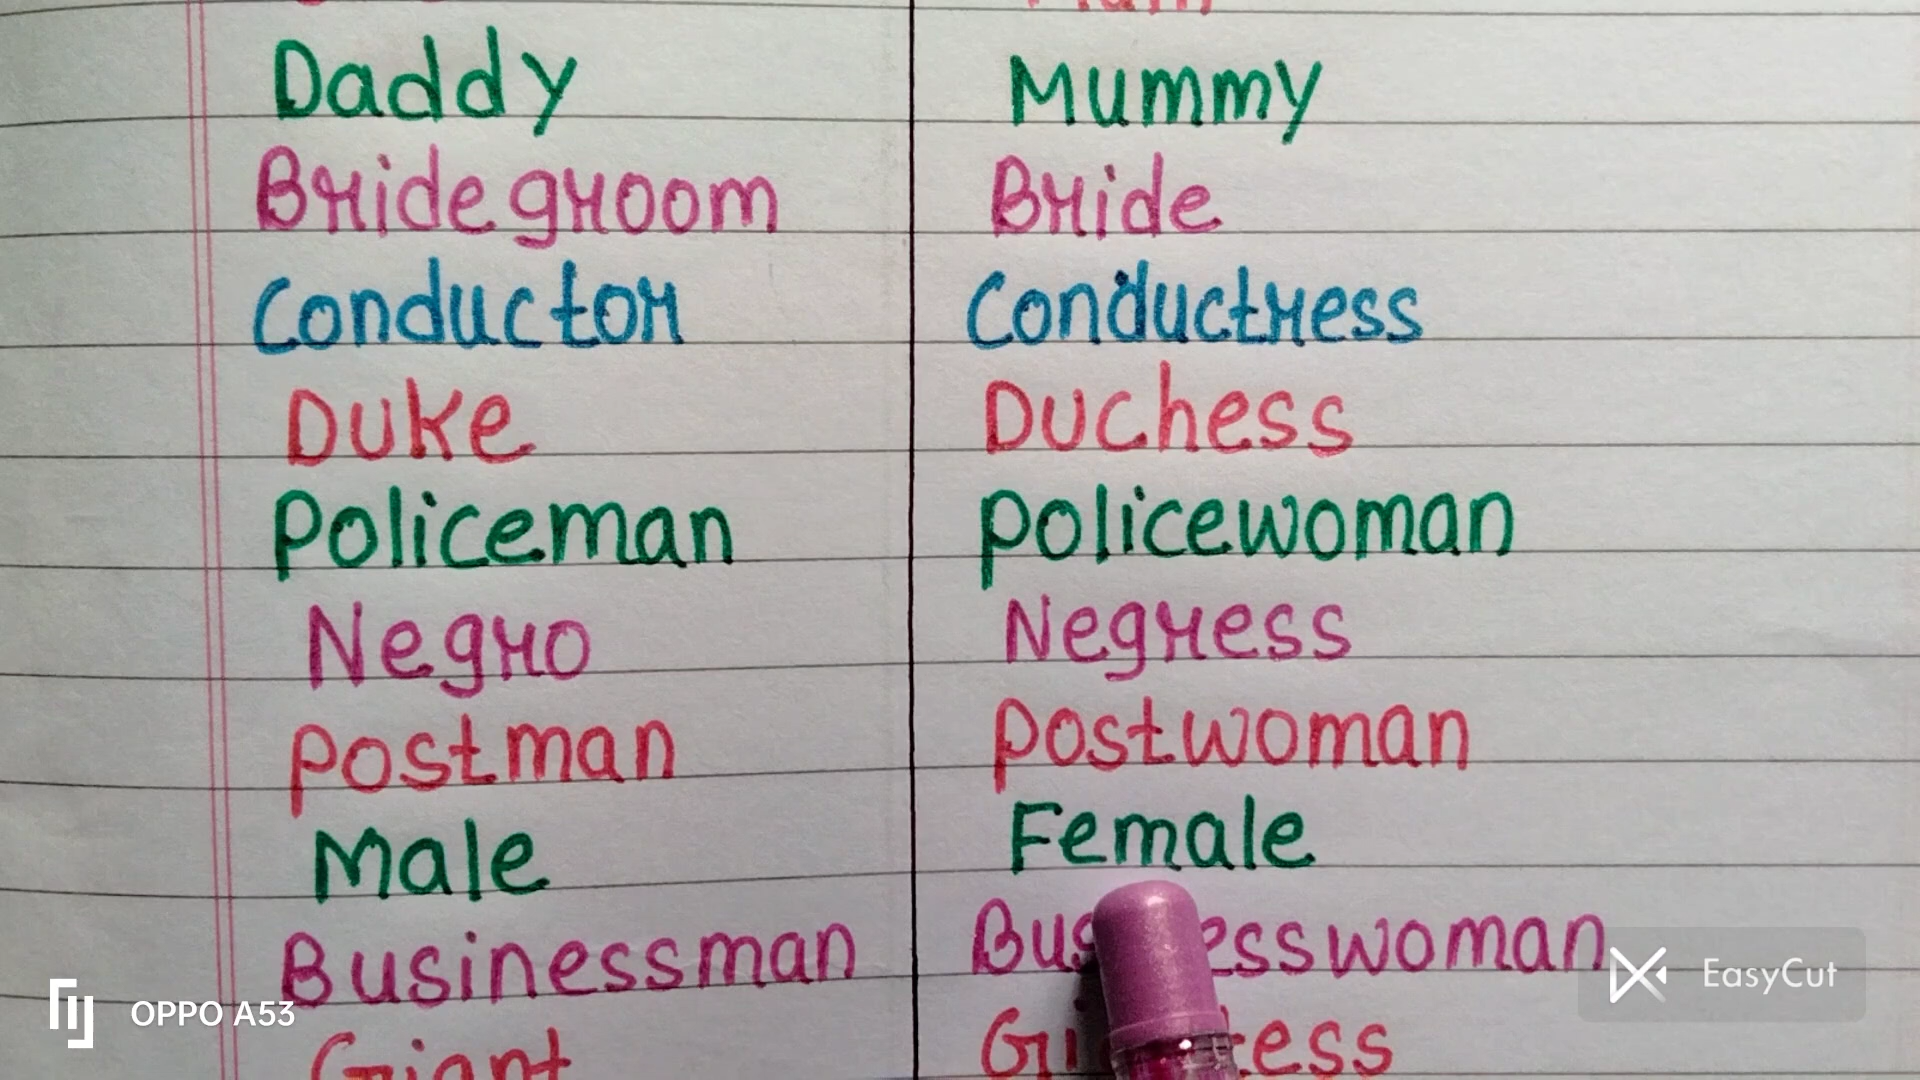 Daddy Mummy
Bridegroom Bride
Conductor Conductress
Duke Duchess
Policeman policewoman
Negro Negress
postman postwoman
Male Female
Businessman
Giant
OPPO A53
EasyCut